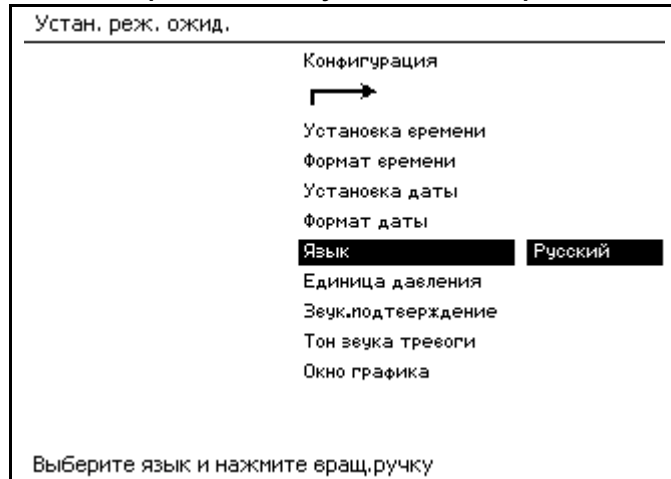 Устан. реж. ожид.
Конфигурация
Установка времени
Формат времени
Установка даты
Формат даты
Язык Русский
Единица давления
Звук.подтверждение
Тон звука тревоги
Окно графика
Выберите язык и нажмите вращ.ручку